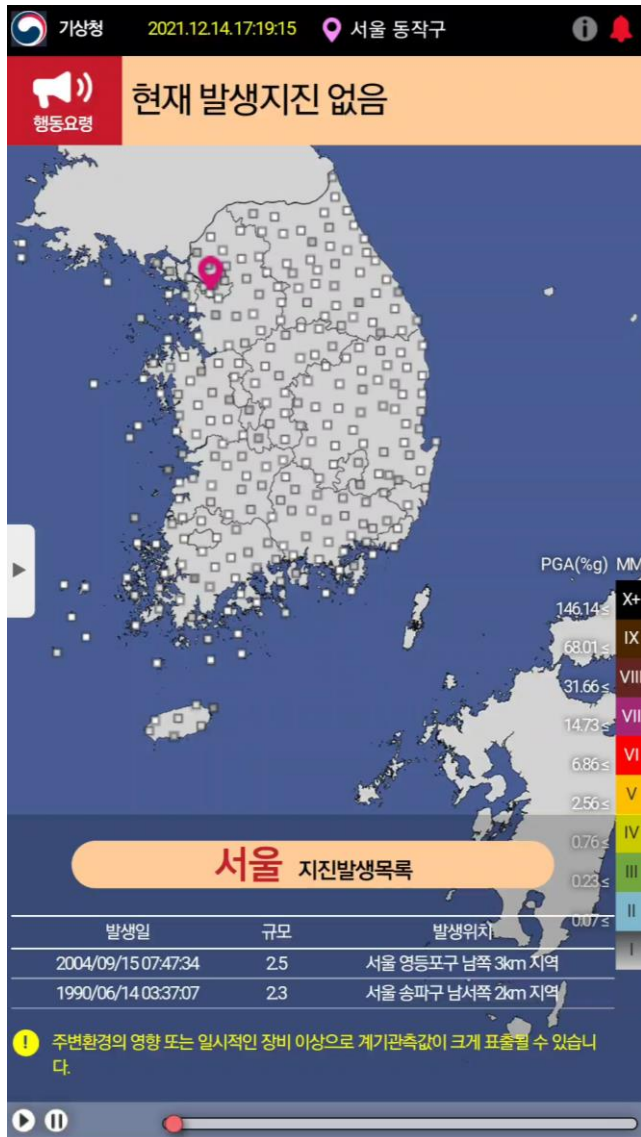 기상청 2021.12.14.17:19:15 서울 동작구
행동요령
현재 발생지진 없음
PGA(%g) MM
146.14≤ X+
68.01≤ IX
31.66≤ VIII
14.73≤ VII
6.86≤ VI
2.56≤ V
0.76≤ IV
0.23≤ III
0.07≤ II
I
서울 지진발생목록
발생일 규모 발생위치
2004/09/15 07:47:34 2.5 서울 영등포구 남쪽 3km 지역
1990/06/14 03:37:07 2.3 서울 송파구 남서쪽 2km 지역
주변환경의 영향 또는 일시적인 장비 이상으로 계기관측값이 크게 표출될 수 있습니
다.